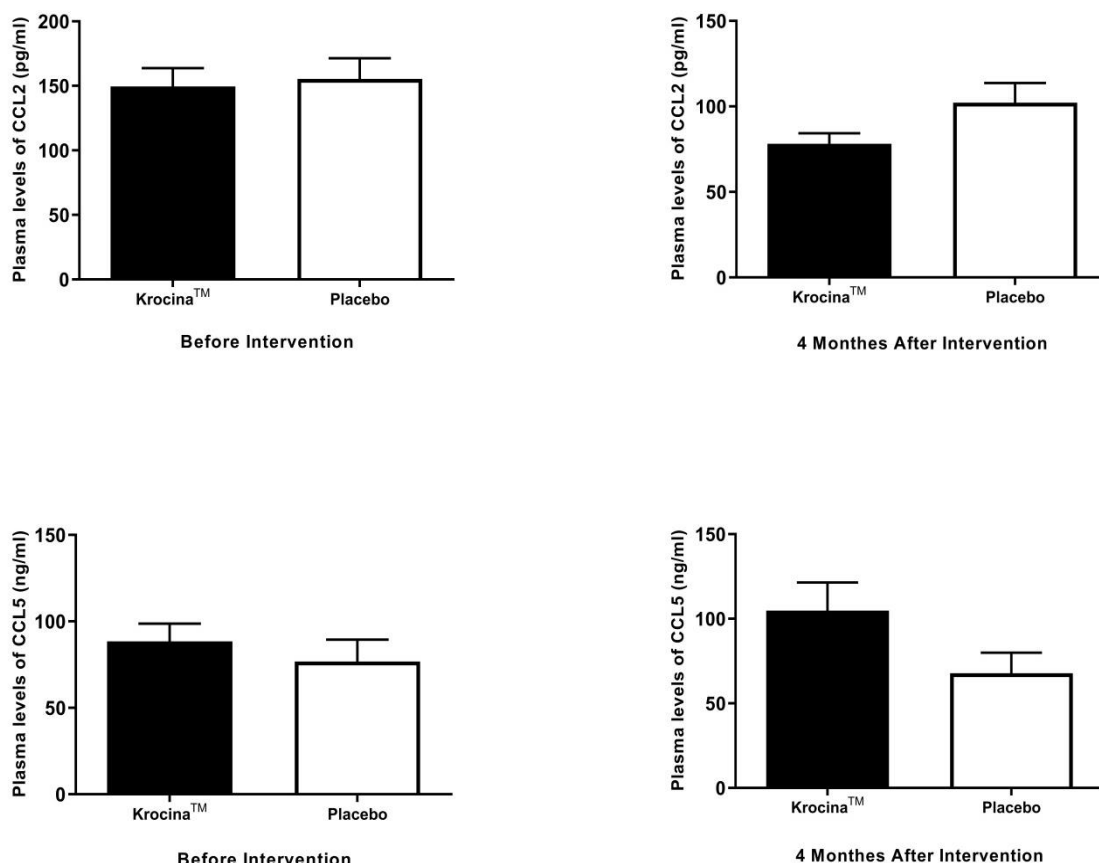 Plasma levels of CCL2 (pg/ml)
200
150
100
50
0
Krocina™
Placebo
Before Intervention
Plasma levels of CCL2 (pg/ml)
150
100
50
0
Krocina™
Placebo
4 Monthes After Intervention
Plasma levels of CCL5 (ng/ml)
150
100
50
0
Krocina™
Placebo
Before Intervention
Plasma levels of CCL5 (ng/ml)
150
100
50
0
Krocina™
Placebo
4 Monthes After Intervention